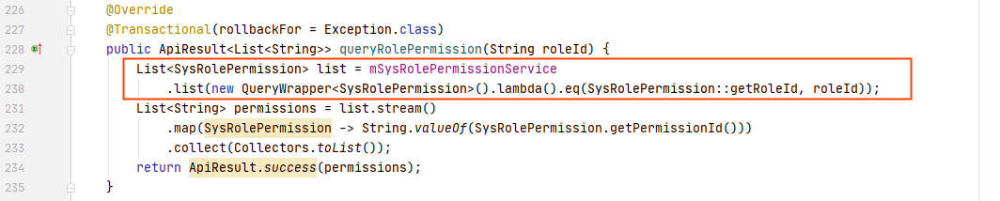 226 @Override
227 @Transactional(rollbackFor = Exception.class)
228 public ApiResult<List<String>> queryRolePermission(String roleId) {
229 List<SysRolePermission> list = mSysRolePermissionService
230 .list(new QueryWrapper<SysRolePermission>().lambda().eq(SysRolePermission::getRoleId, roleId));
231 List<String> permissions = list.stream()
232 .map(SysRolePermission -> String.valueOf(SysRolePermission.getPermissionId()))
233 .collect(Collectors.toList());
234 return ApiResult.success(permissions);
235 }